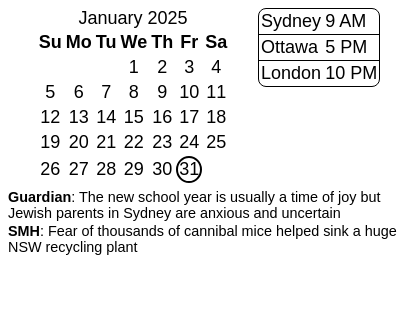 January 2025
Su Mo Tu We Th Fr Sa
1 2 3 4
5 6 7 8 9 10 11
12 13 14 15 16 17 18
19 20 21 22 23 24 25
26 27 28 29 30 31
Sydney 9 AM
Ottawa 5 PM
London 10 PM
Guardian: The new school year is usually a time of joy but
Jewish parents in Sydney are anxious and uncertain
SMH: Fear of thousands of cannibal mice helped sink a huge
NSW recycling plant